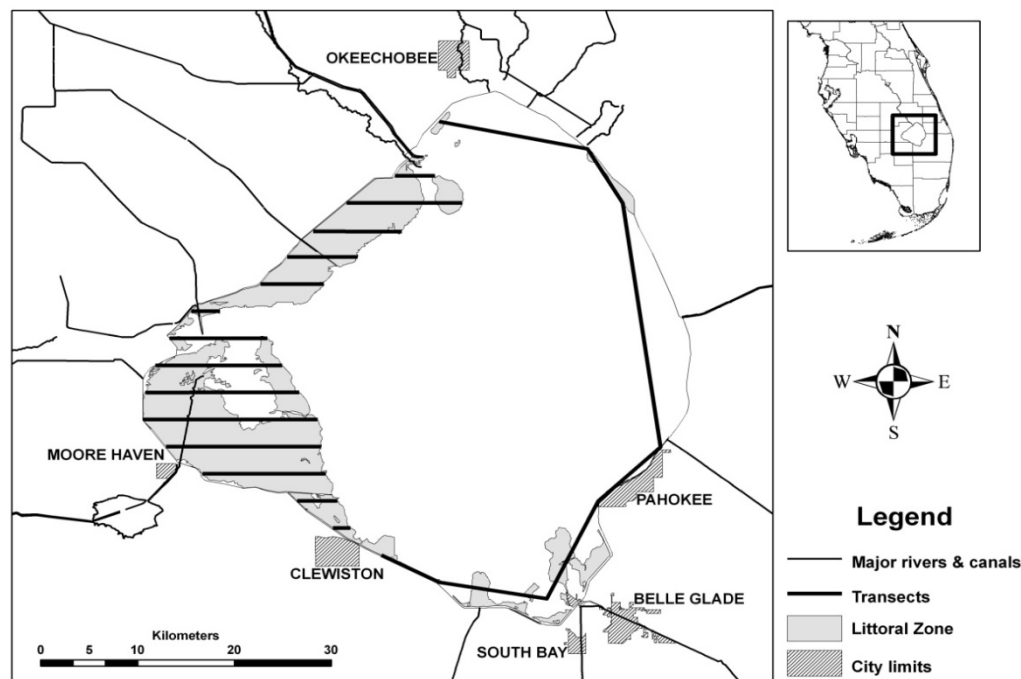 OKEECHOBEE
MOORE HAVEN
CLEWISTON
PAHOKEE
BELLE GLADE
SOUTH BAY
Kilometers
0 5 10 20 30
N
W E
S
Legend
Major rivers & canals
Transects
Littoral Zone
City limits